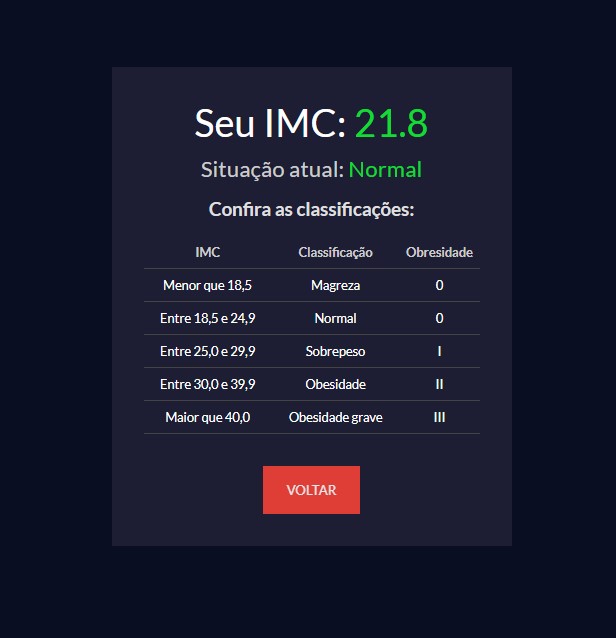 Seu IMC: 21.8
Situação atual: Normal
Confira as classificações:
IMC Classificação Obresidade
Menor que 18,5 Magreza 0
Entre 18,5 e 24,9 Normal 0
Entre 25,0 e 29,9 Sobrepeso I
Entre 30,0 e 39,9 Obesidade II
Maior que 40,0 Obesidade grave III
VOLTAR